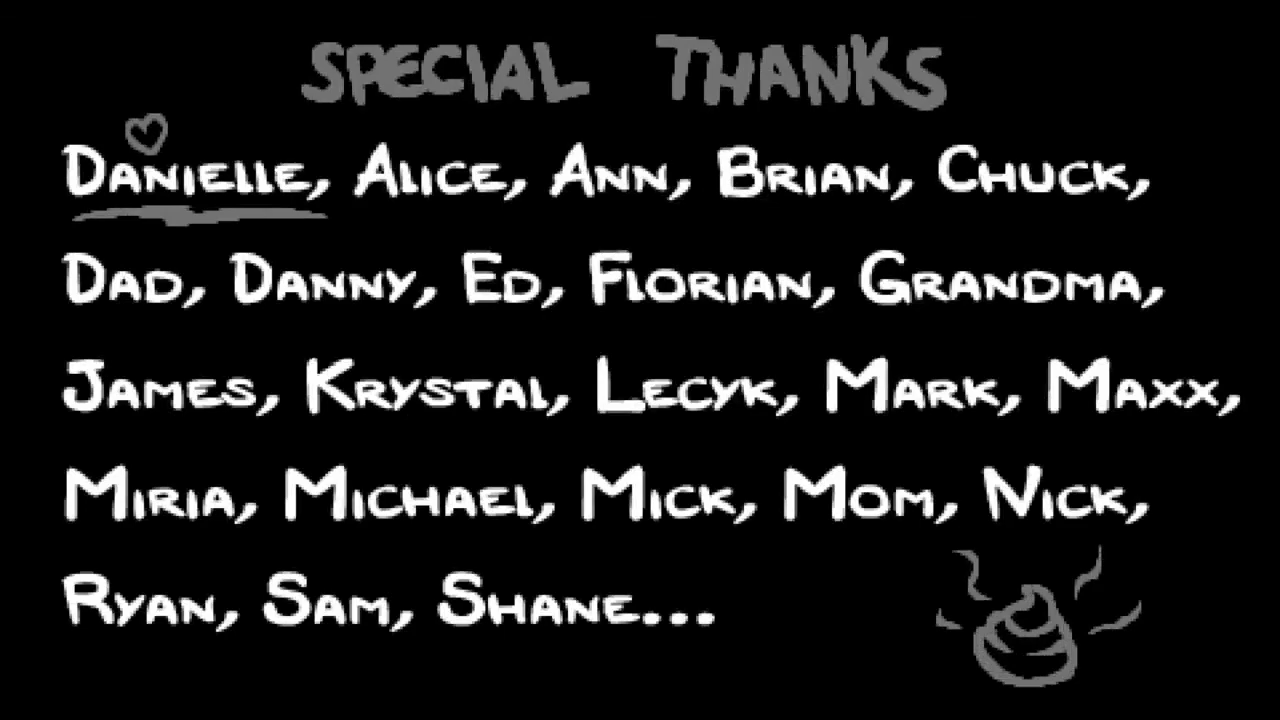 SPECIAL THANKS
DANIELLE, ALICE, ANN, BRIAN, CHUCK,
DAD, DANNY, ED, FLORIAN, GRANDMA,
JAMES, KRYSTAL, LECYK, MARK, MAXX,
MIRIA, MICHAEL, MICK, MOM, NICK,
RYAN, SAM, SHANE...